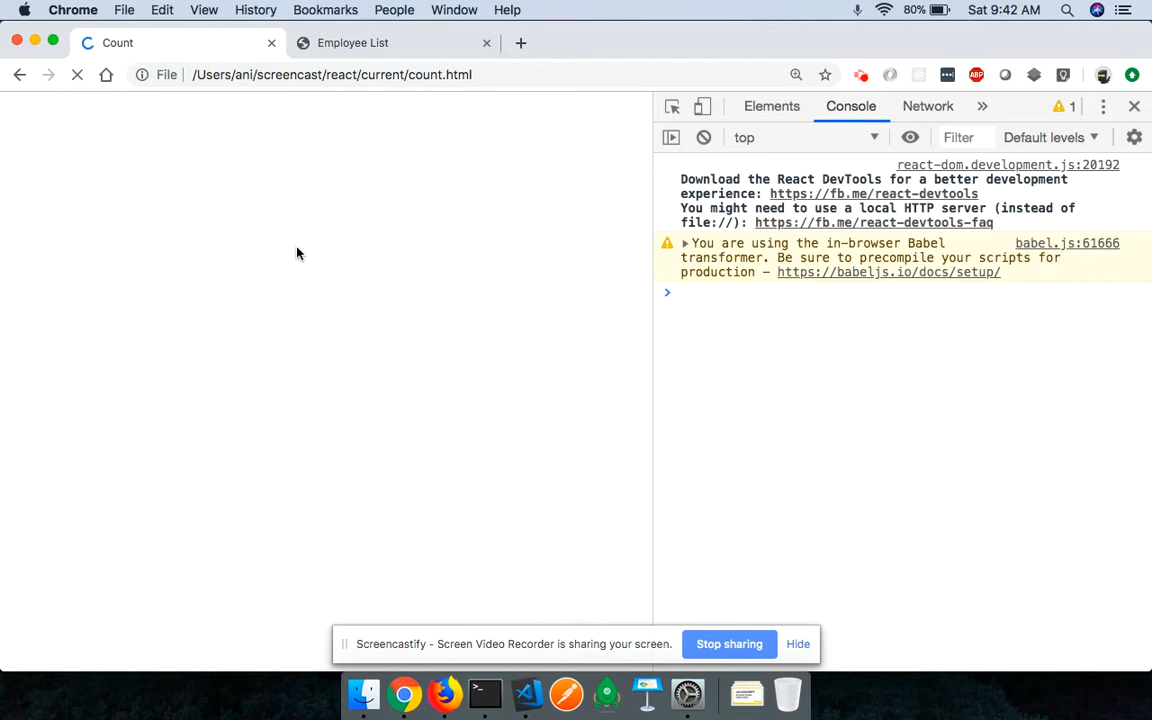 Chrome File Edit View History Bookmarks People Window Help 80% Sat 9:42 AM
Count Employee List
File /Users/ani/screencast/react/current/count.html ABP
Elements Console Network 1
top Filter Default levels
react-dom.development.js:20192
Download the React DevTools for a better development
experience: https://fb.me/react-devtools
You might need to use a local HTTP server (instead of
file://): https://fb.me/react-devtools-faq
You are using the in-browser Babel babel.js:61666
transformer. Be sure to precompile your scripts for
production - https://babeljs.io/docs/setup/
Screencastify - Screen Video Recorder is sharing your screen. Stop sharing Hide